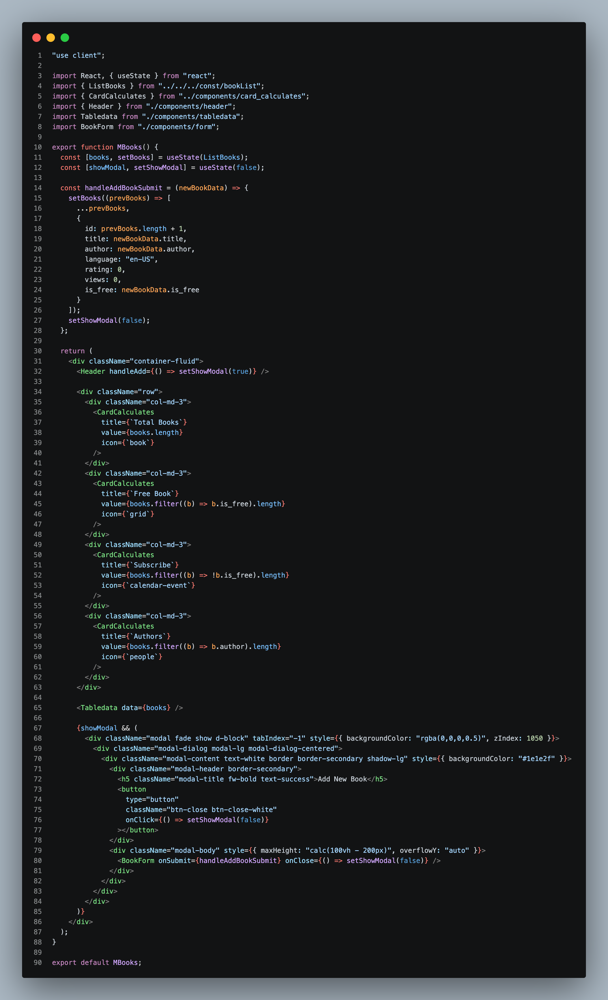 1 "use client";
2
3 import React, { useState } from "react";
4 import { ListBooks } from "../../../const/bookList";
5 import { CardCalculates } from "../components/card_calculates";
6 import { Header } from "./components/header";
7 import Tabledata from "./components/tabledata";
8 import BookForm from "./components/form";
9
10 export function MBooks() {
11   const [books, setBooks] = useState(ListBooks);
12   const [showModal, setShowModal] = useState(false);
13
14   const handleAddBookSubmit = (newBookData) => {
15     setBooks((prevBooks) => [
16       ...prevBooks,
17       {
18         id: prevBooks.length + 1,
19         title: newBookData.title,
20         author: newBookData.author,
21         language: "en-US",
22         rating: 0,
23         views: 0,
24         is_free: newBookData.is_free
25       }
26     ]);
27     setShowModal(false);
28   };
29
30   return (
31     <div className="container-fluid">
32       <Header handleAdd={() => setShowModal(true)} />
33
34       <div className="row">
35         <div className="col-md-3">
36           <CardCalculates
37             title={`Total Books`}
38             value={books.length}
39             icon={`book`}
40           />
41         </div>
42         <div className="col-md-3">
43           <CardCalculates
44             title={`Free Book`}
45             value={books.filter((b) => b.is_free).length}
46             icon={`grid`}
47           />
48         </div>
49         <div className="col-md-3">
50           <CardCalculates
51             title={`Subscribe`}
52             value={books.filter((b) => !b.is_free).length}
53             icon={`calendar-event`}
54           />
55         </div>
56         <div className="col-md-3">
57           <CardCalculates
58             title={`Authors`}
59             value={books.filter((b) => b.author).length}
60             icon={`people`}
61           />
62         </div>
63       </div>
64
65       <Tabledata data={books} />
66
67       {showModal && (
68         <div className="modal fade show d-block" tabIndex="-1" style={{ backgroundColor: "rgba(0,0,0,0.5)", zIndex: 1050 }}>
69           <div className="modal-dialog modal-lg modal-dialog-centered">
70             <div className="modal-content text-white border border-secondary shadow-lg" style={{ backgroundColor: "#1e1e2f" }}>
71               <div className="modal-header border-secondary">
72                 <h5 className="modal-title fw-bold text-success">Add New Book</h5>
73                 <button
74                   type="button"
75                   className="btn-close btn-close-white"
76                   onClick={() => setShowModal(false)}
77                 ></button>
78               </div>
79               <div className="modal-body" style={{ maxHeight: "calc(100vh - 200px)", overflowY: "auto" }}>
80                 <BookForm onSubmit={handleAddBookSubmit} onClose={() => setShowModal(false)} />
81               </div>
82             </div>
83           </div>
84         </div>
85       )}
86     </div>
87   );
88 }
89
90 export default MBooks;